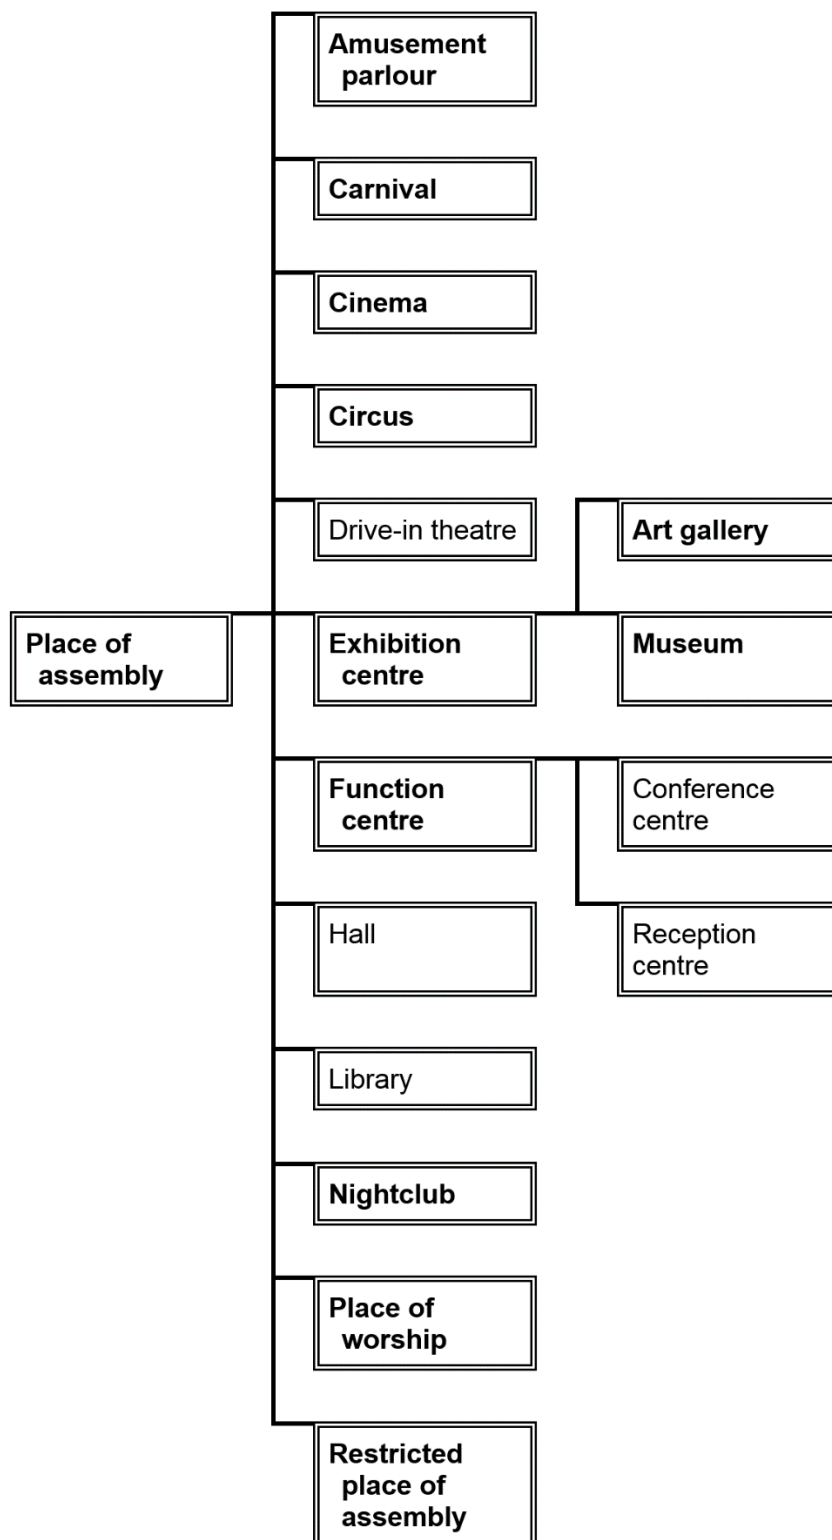 Amusement
parlour
Carnival
Cinema
Circus
Drive-in theatre
Art gallery
Place of
assembly
Exhibition
centre
Museum
Function
centre
Conference
centre
Hall
Reception
centre
Library
Nightclub
Place of
worship
Restricted
place of
assembly